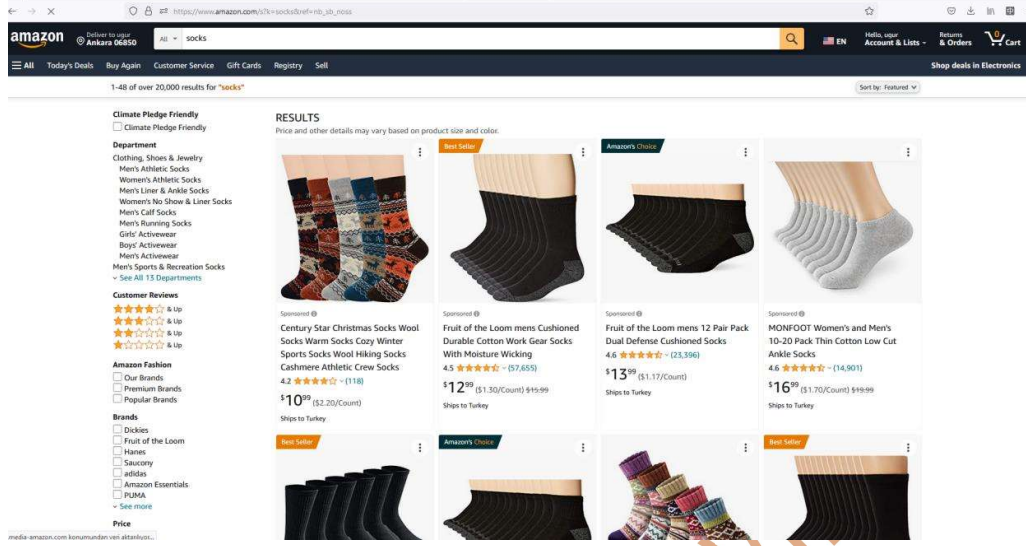 https://www.amazon.com/s?k=socks&ref=nb_sb_noss
amazon
Deliver to ugur
Ankara 06850
All
socks
EN
Hello, ugur
Account & Lists
Returns
& Orders
0
Cart
All Today's Deals Buy Again Customer Service Gift Cards Registry Sell
Shop deals in Electronics
1-48 of over 20,000 results for "socks"
Sort by: Featured
Climate Pledge Friendly
Climate Pledge Friendly
Department
Clothing, Shoes & Jewelry
Men's Athletic Socks
Women's Athletic Socks
Men's Liner & Ankle Socks
Women's No Show & Liner Socks
Men's Calf Socks
Men's Running Socks
Girls' Activewear
Boys' Activewear
Men's Activewear
Men's Sports & Recreation Socks
See All 13 Departments
Customer Reviews
& Up
& Up
& Up
& Up
Amazon Fashion
Our Brands
Premium Brands
Popular Brands
Brands
Dickies
Fruit of the Loom
Hanes
Saucony
adidas
Amazon Essentials
PUMA
See more
Price
media-amazon.com konumundan veri aktarılıyor...
RESULTS
Price and other details may vary based on product size and color.
Sponsored
Century Star Christmas Socks Wool
Socks Warm Socks Cozy Winter
Sports Socks Wool Hiking Socks
Cashmere Athletic Crew Socks
4.2 (118)
$10.99 ($2.20/Count)
Ships to Turkey
Best Seller
Sponsored
Fruit of the Loom mens Cushioned
Durable Cotton Work Gear Socks
With Moisture Wicking
4.5 (57,655)
$12.99 ($1.30/Count) $15.99
Ships to Turkey
Amazon's Choice
Sponsored
Fruit of the Loom mens 12 Pair Pack
Dual Defense Cushioned Socks
4.6 (23,396)
$13.99 ($1.17/Count)
Ships to Turkey
Sponsored
MONFOOT Women's and Men's
10-20 Pack Thin Cotton Low Cut
Ankle Socks
4.6 (14,901)
$16.99 ($1.70/Count) $19.99
Ships to Turkey
Best Seller
Amazon's Choice
Best Seller